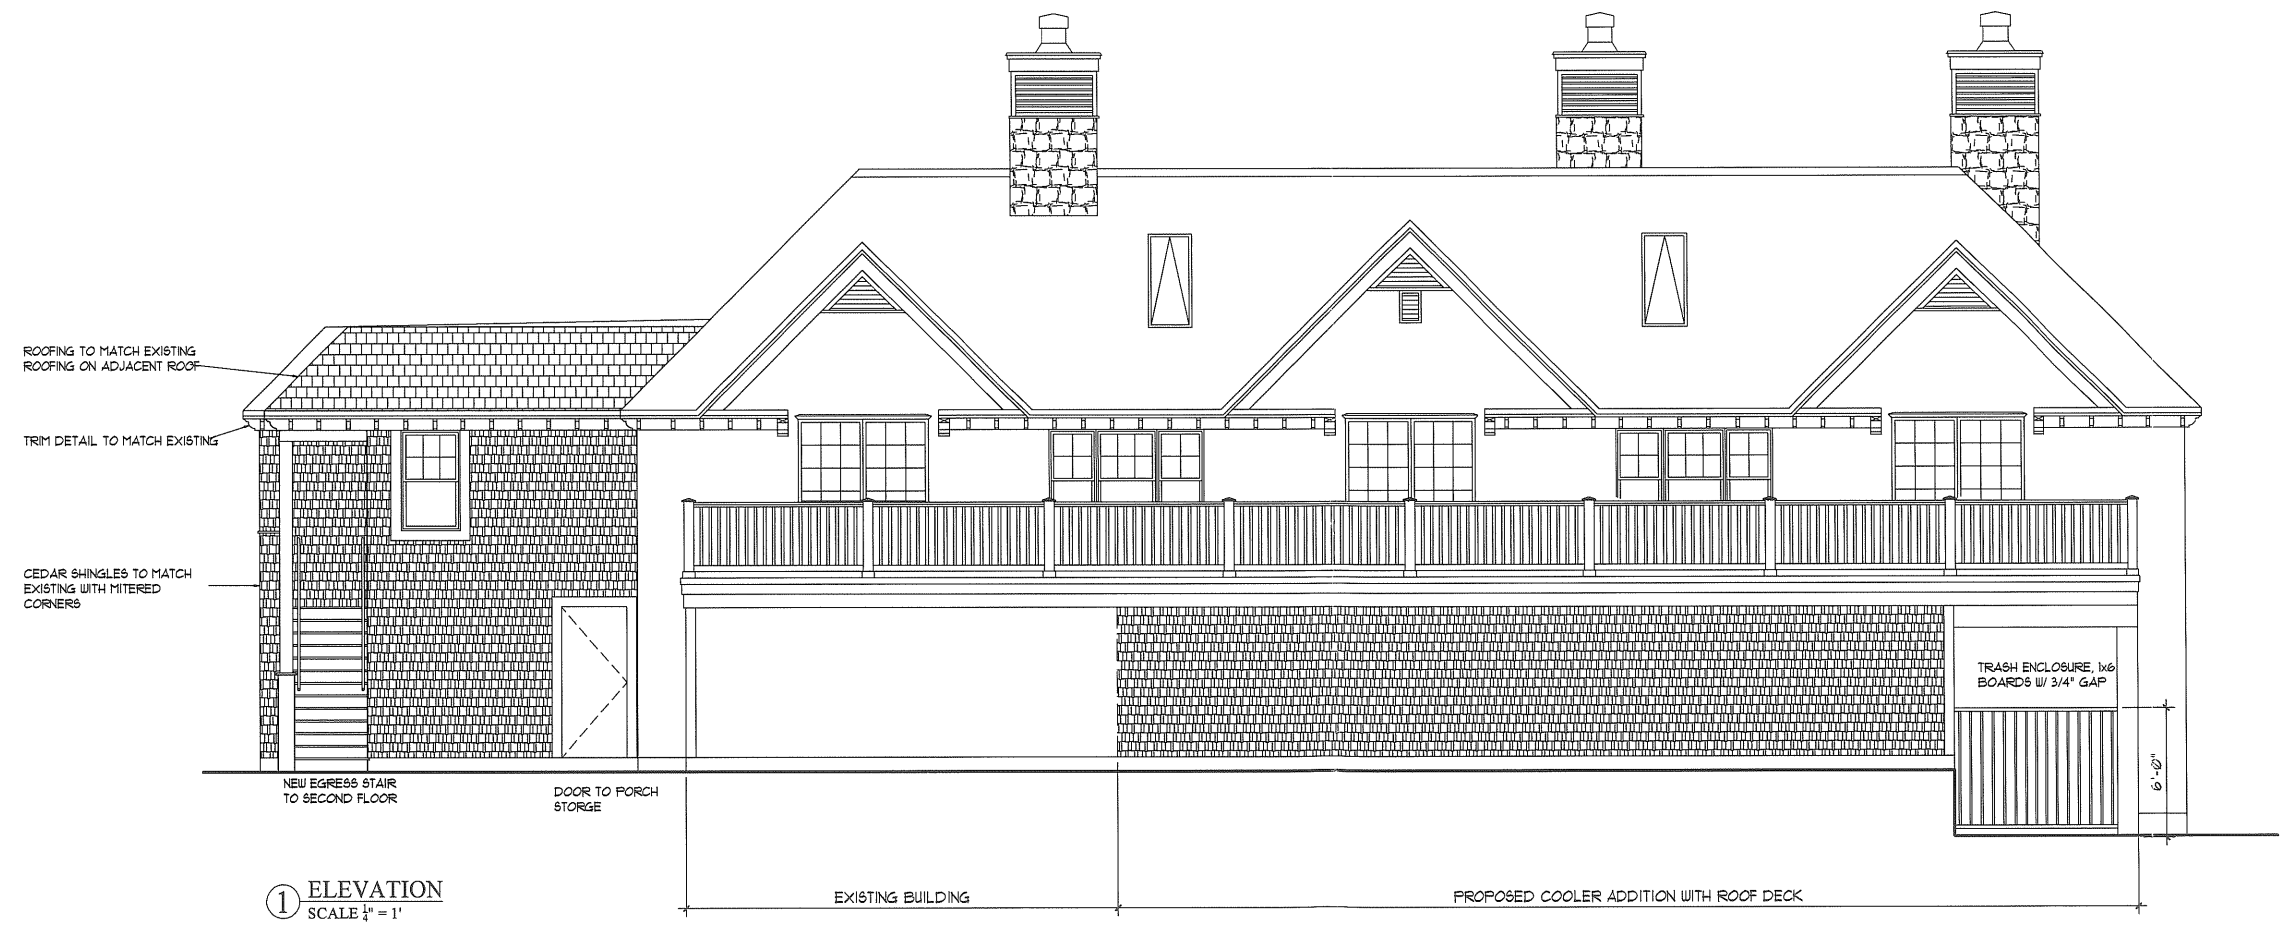 ROOFING TO MATCH EXISTING
ROOFING ON ADJACENT ROOF
TRIM DETAIL TO MATCH EXISTING
CEDAR SHINGLES TO MATCH
EXISTING WITH MITERED
CORNERS
TRASH ENCLOSURE, 1x6
BOARDS W/ 3/4" GAP
6'-0"
NEW EGRESS STAIR
TO SECOND FLOOR
DOOR TO PORCH
STORGE
1 ELEVATION
SCALE 1/4" = 1'
EXISTING BUILDING
PROPOSED COOLER ADDITION WITH ROOF DECK